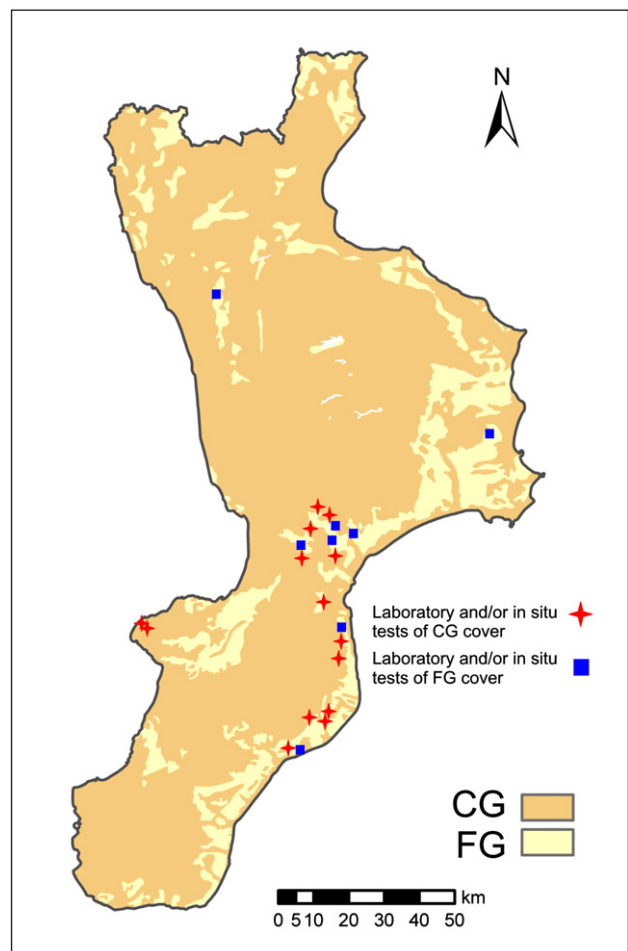 N
Laboratory and/or in situ
tests of CG cover
Laboratory and/or in situ
tests of FG cover
CG
FG
km
0 5 10 20 30 40 50